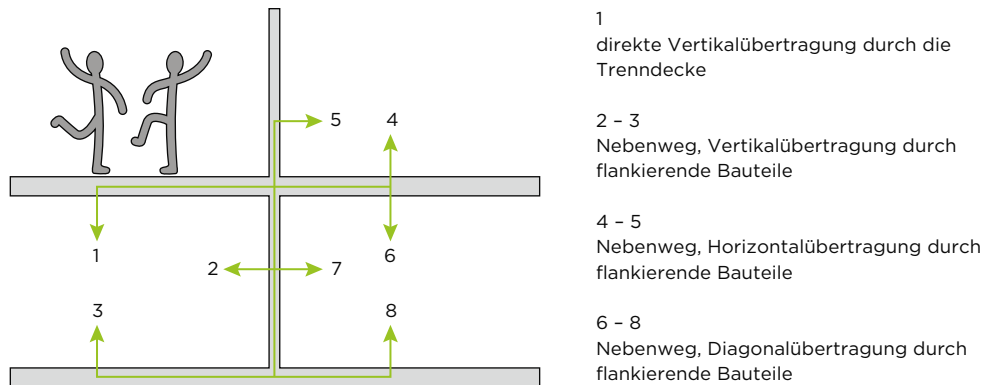 5 4
1 2 7 6
3 8
1
direkte Vertikalübertragung durch die
Trenndecke
2 – 3
Nebenweg, Vertikalübertragung durch
flankierende Bauteile
4 – 5
Nebenweg, Horizontalübertragung durch
flankierende Bauteile
6 – 8
Nebenweg, Diagonalübertragung durch
flankierende Bauteile